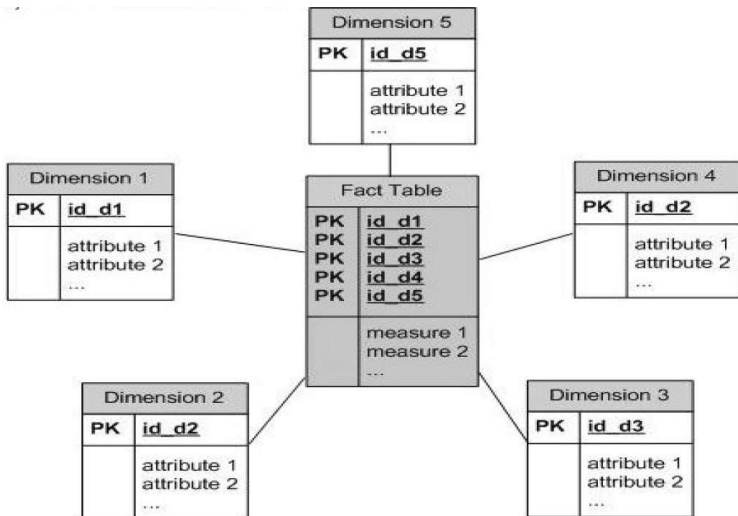 Dimension 5
PK id_d5
attribute 1
attribute 2
...
Dimension 1
PK id_d1
attribute 1
attribute 2
...
Fact Table
PK id_d1
PK id_d2
PK id_d3
PK id_d4
PK id_d5
measure 1
measure 2
...
Dimension 4
PK id_d2
attribute 1
attribute 2
...
Dimension 2
PK id_d2
attribute 1
attribute 2
...
Dimension 3
PK id_d3
attribute 1
attribute 2
...